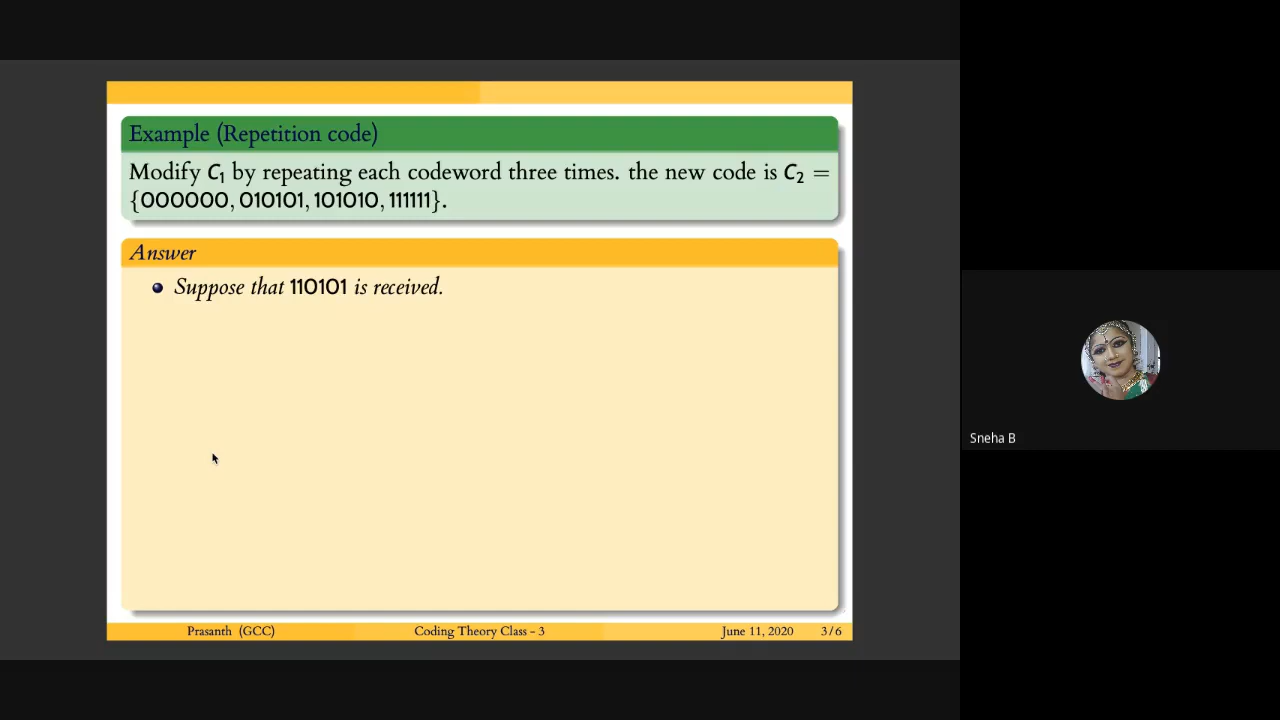 Example (Repetition code)
Modify C₁ by repeating each codeword three times. the new code is C₂ =
{000000, 010101, 101010, 111111}.
Answer
Suppose that 110101 is received.
Prasanth (GCC) Coding Theory Class - 3 June 11, 2020 3 / 6
Sneha B